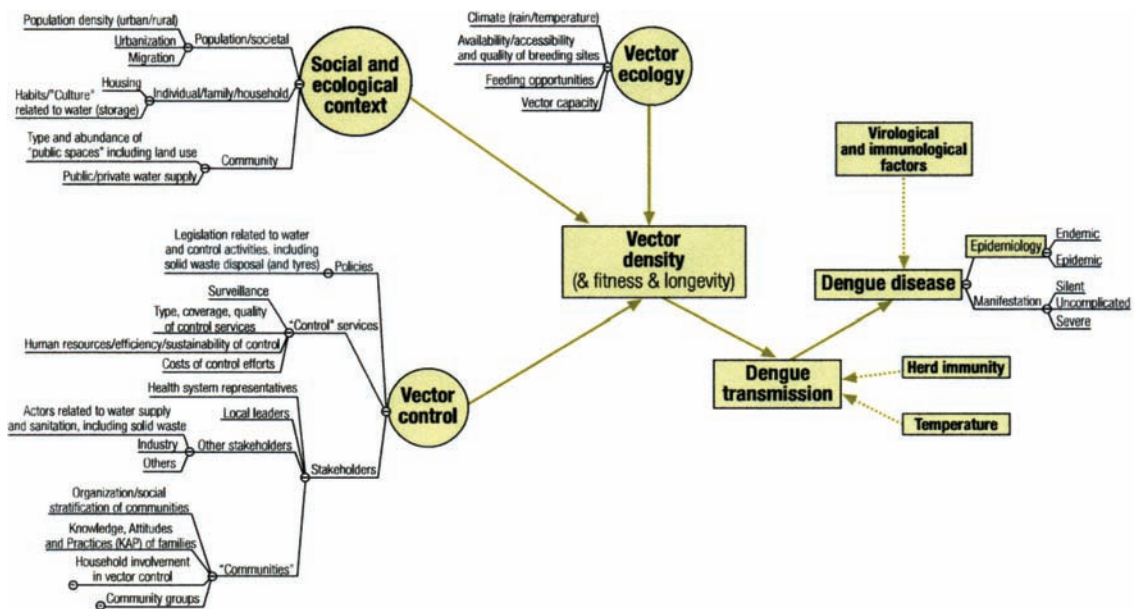 Population density (urban/rural)
Urbanization
Migration
Population/societal
Housing
Habits/"Culture"
related to water (storage)
Individual/family/household
Type and abundance of
"public spaces" including land use
Public/private water supply
Community
Social and
ecological
context
Climate (rain/temperature)
Availability/accessibility
and quality of breeding sites
Feeding opportunities
Vector capacity
Vector
ecology
Legislation related to water
and control activities, including
solid waste disposal (and tyres)
Policies
Surveillance
Type, coverage, quality
of control services
Human resources/efficiency/sustainability of control
Costs of control efforts
"Control" services
Health system representatives
Local leaders
Actors related to water supply
and sanitation, including solid waste
Industry
Others
Other stakeholders
Stakeholders
Organization/social
stratification of communities
Knowledge, Attitudes
and Practices (KAP) of families
Household involvement
in vector control
Community groups
"Communities"
Vector
control
Vector
density
(& fitness & longevity)
Virological
and immunological
factors
Dengue disease
Epidemiology
Endemic
Epidemic
Manifestation
Silent
Uncomplicated
Severe
Dengue
transmission
Herd immunity
Temperature